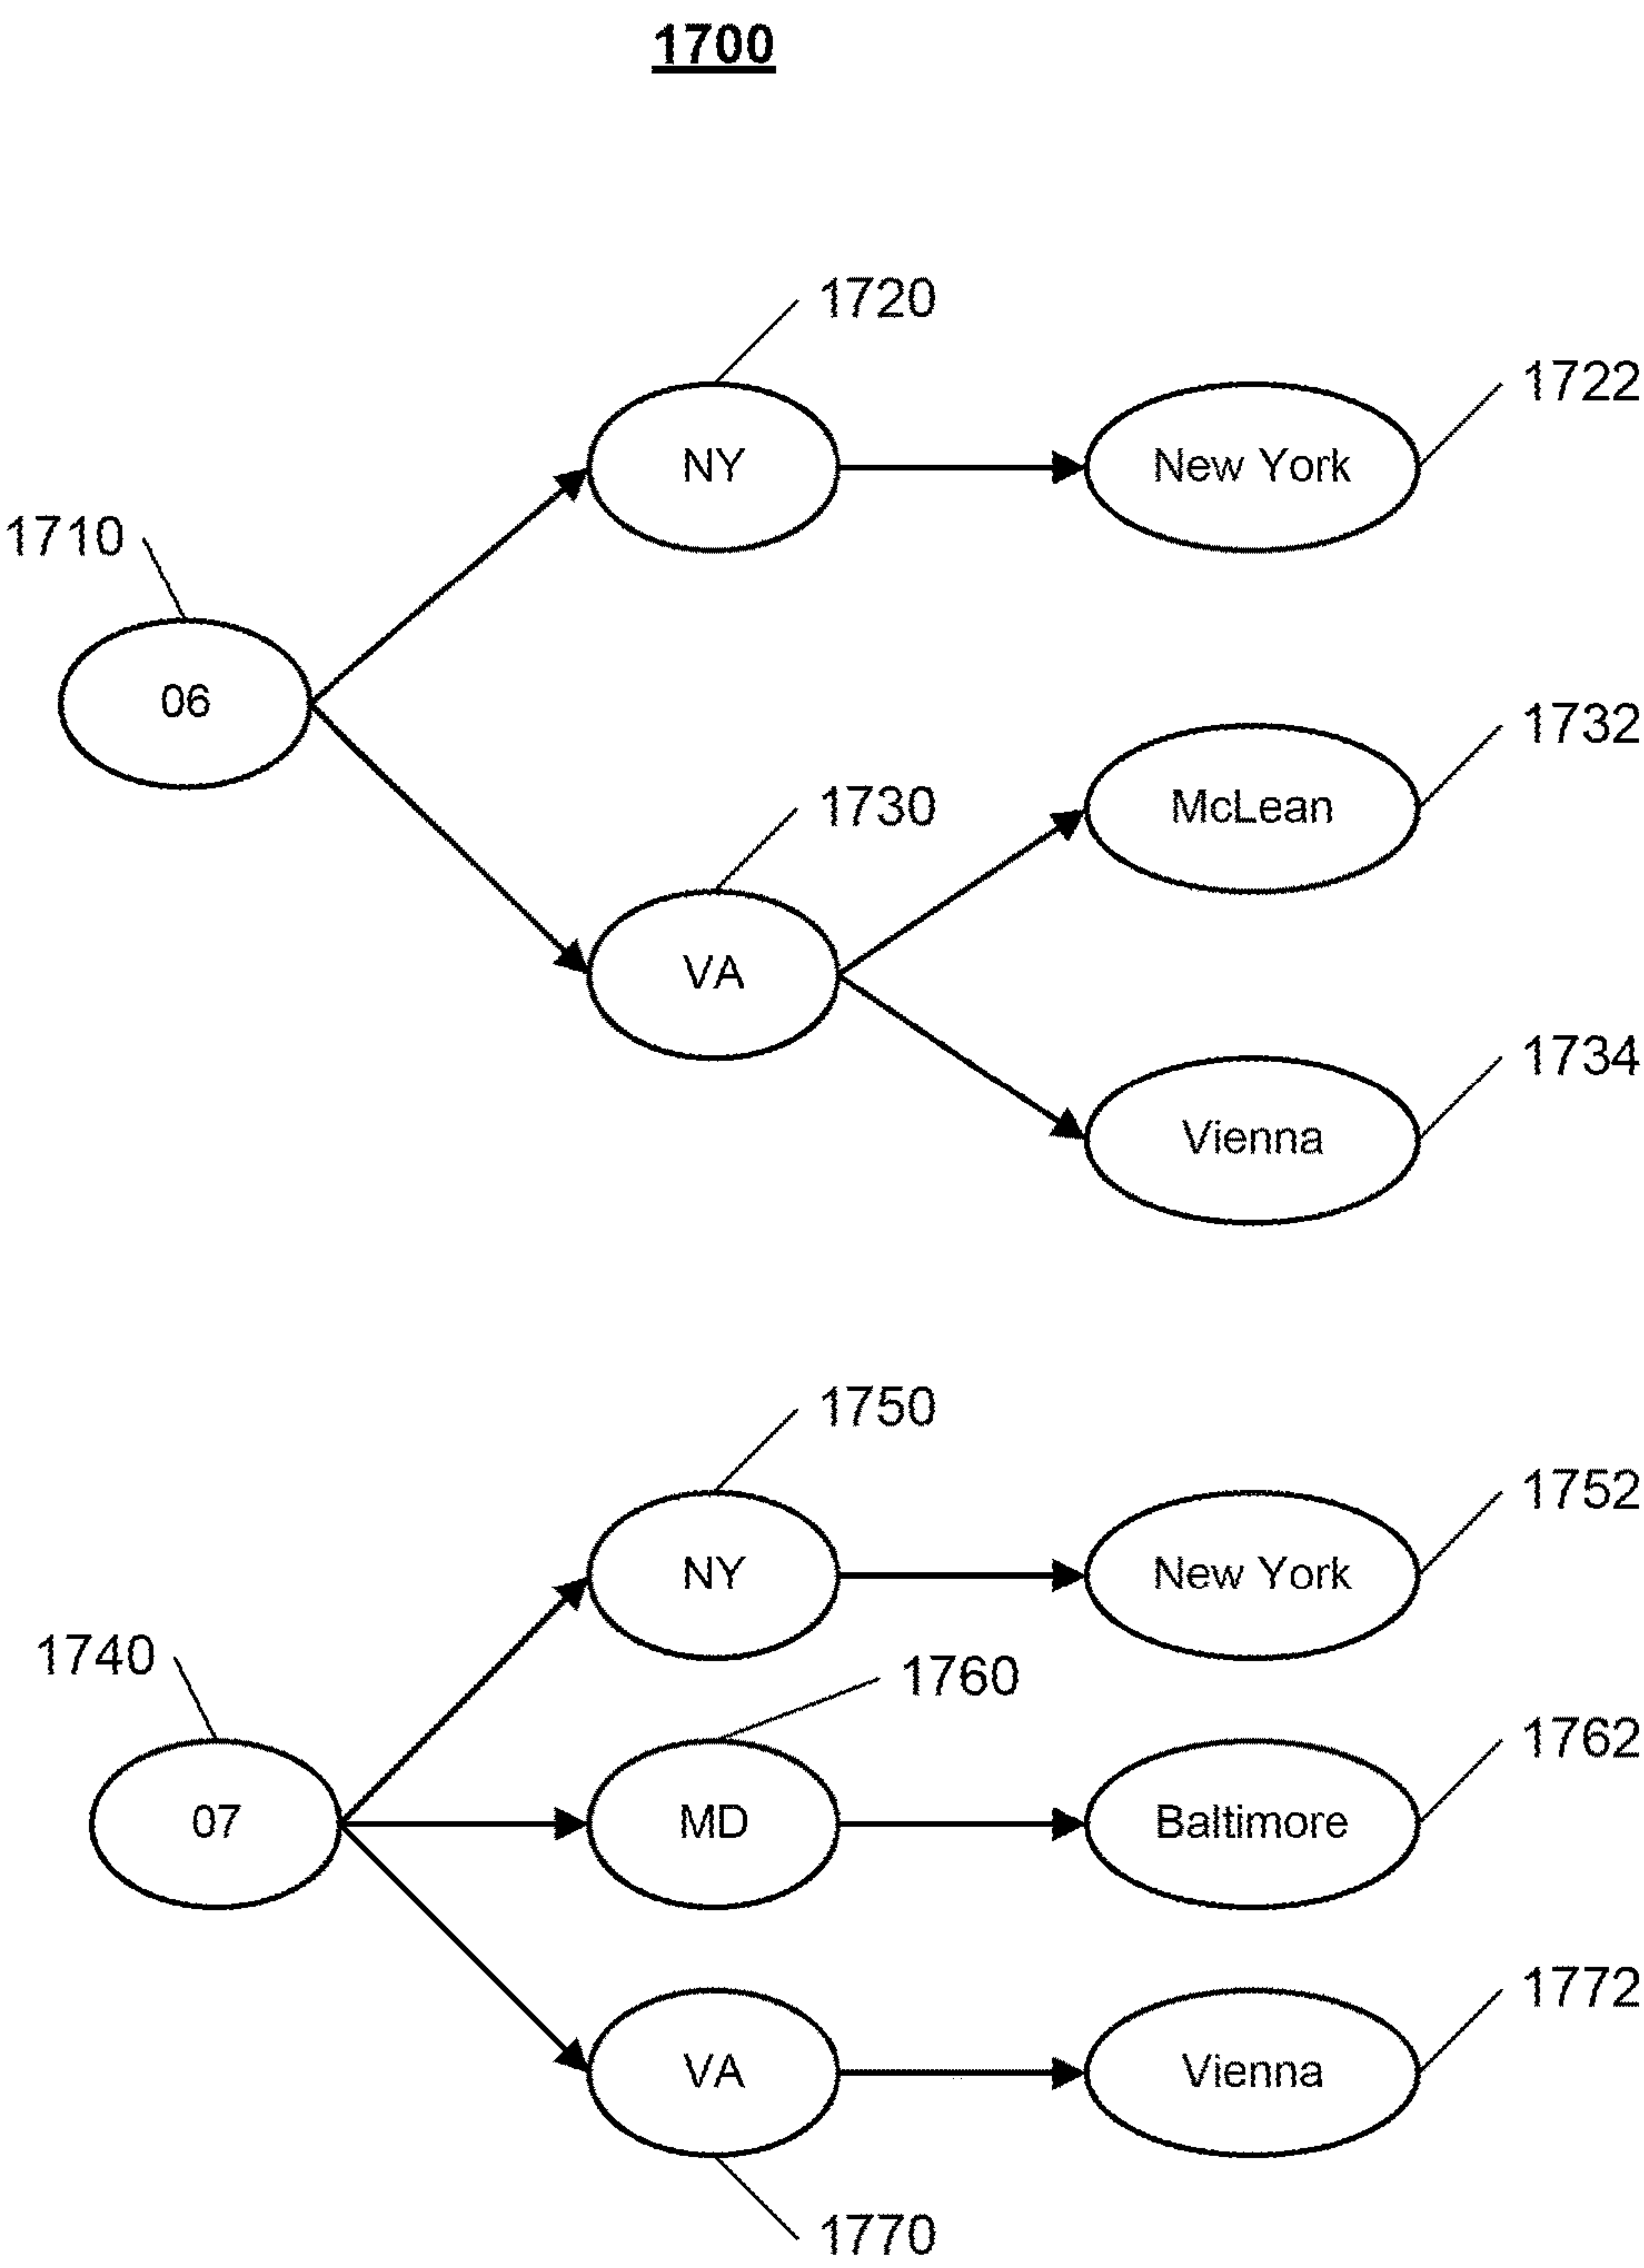 1700
1720
1722
NY
New York
1710
06
1732
McLean
1730
VA
1734
Vienna
1750
1752
NY
New York
1740
1760
1762
07
MD
Baltimore
1772
VA
Vienna
1770